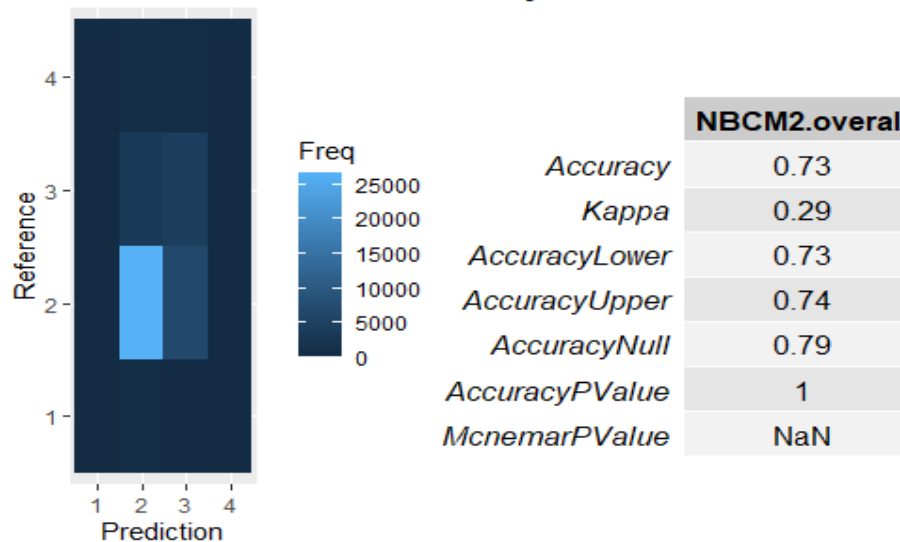 4
3
2
1
Reference
1 2 3 4
Prediction
Freq
25000
20000
15000
10000
5000
0
NBCM2.overal
Accuracy 0.73
Kappa 0.29
AccuracyLower 0.73
AccuracyUpper 0.74
AccuracyNull 0.79
AccuracyPValue 1
McnemarPValue NaN